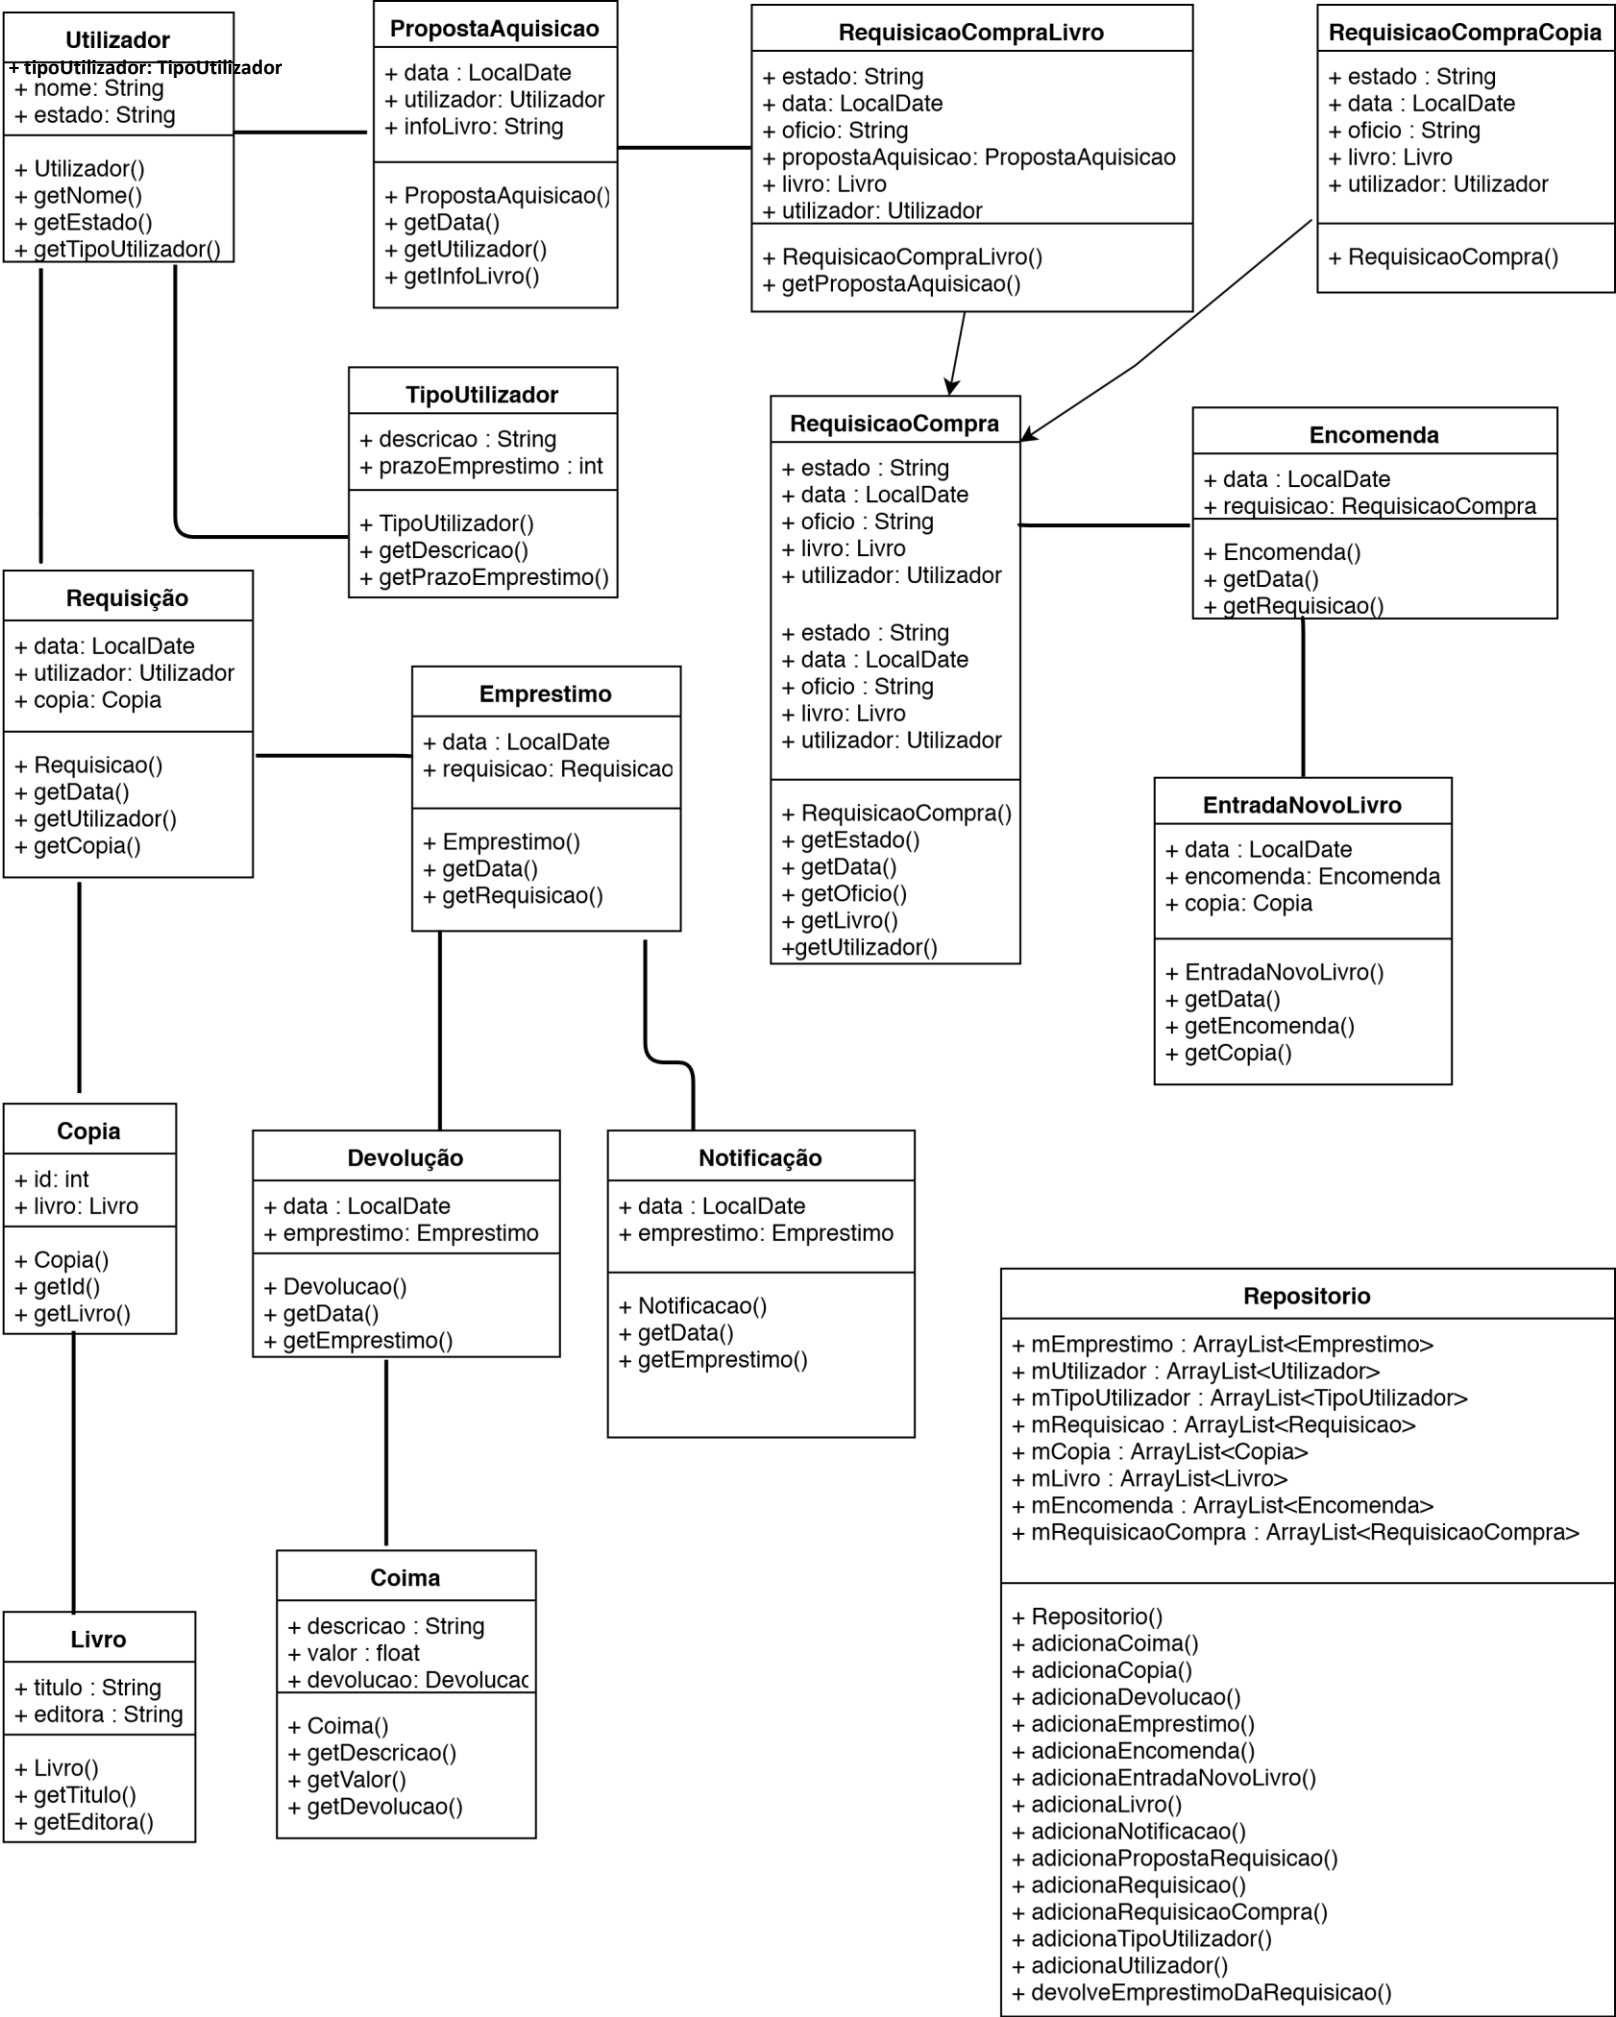 Utilizador
+ tipoUtilizador: TipoUtilizador
+ nome: String
+ estado: String
+ Utilizador()
+ getNome()
+ getEstado()
+ getTipoUtilizador()
PropostaAquisicao
+ data : LocalDate
+ utilizador: Utilizador
+ infoLivro: String
+ PropostaAquisicao()
+ getData()
+ getUtilizador()
+ getInfoLivro()
RequisicaoCompraLivro
+ estado: String
+ data: LocalDate
+ oficio: String
+ propostaAquisicao: PropostaAquisicao
+ livro: Livro
+ utilizador: Utilizador
+ RequisicaoCompraLivro()
+ getPropostaAquisicao()
RequisicaoCompraCopia
+ estado : String
+ data : LocalDate
+ oficio : String
+ livro: Livro
+ utilizador: Utilizador
+ RequisicaoCompra()
TipoUtilizador
+ descricao : String
+ prazoEmprestimo : int
+ TipoUtilizador()
+ getDescricao()
+ getPrazoEmprestimo()
RequisicaoCompra
+ estado : String
+ data : LocalDate
+ oficio : String
+ livro: Livro
+ utilizador: Utilizador
+ estado : String
+ data : LocalDate
+ oficio : String
+ livro: Livro
+ utilizador: Utilizador
+ RequisicaoCompra()
+ getEstado()
+ getData()
+ getOficio()
+ getLivro()
+getUtilizador()
Encomenda
+ data : LocalDate
+ requisicao: RequisicaoCompra
+ Encomenda()
+ getData()
+ getRequisicao()
Requisição
+ data: LocalDate
+ utilizador: Utilizador
+ copia: Copia
+ Requisicao()
+ getData()
+ getUtilizador()
+ getCopia()
Emprestimo
+ data : LocalDate
+ requisicao: Requisicao
+ Emprestimo()
+ getData()
+ getRequisicao()
EntradaNovoLivro
+ data : LocalDate
+ encomenda: Encomenda
+ copia: Copia
+ EntradaNovoLivro()
+ getData()
+ getEncomenda()
+ getCopia()
Copia
+ id: int
+ livro: Livro
+ Copia()
+ getId()
+ getLivro()
Devolução
+ data : LocalDate
+ emprestimo: Emprestimo
+ Devolucao()
+ getData()
+ getEmprestimo()
Notificação
+ data : LocalDate
+ emprestimo: Emprestimo
+ Notificacao()
+ getData()
+ getEmprestimo()
Repositorio
+ mEmprestimo : ArrayList<Emprestimo>
+ mUtilizador : ArrayList<Utilizador>
+ mTipoUtilizador : ArrayList<TipoUtilizador>
+ mRequisicao : ArrayList<Requisicao>
+ mCopia : ArrayList<Copia>
+ mLivro : ArrayList<Livro>
+ mEncomenda : ArrayList<Encomenda>
+ mRequisicaoCompra : ArrayList<RequisicaoCompra>
+ Repositorio()
+ adicionaCoima()
+ adicionaCopia()
+ adicionaDevolucao()
+ adicionaEmprestimo()
+ adicionaEncomenda()
+ adicionaEntradaNovoLivro()
+ adicionaLivro()
+ adicionaNotificacao()
+ adicionaPropostaRequisicao()
+ adicionaRequisicao()
+ adicionaRequisicaoCompra()
+ adicionaTipoUtilizador()
+ adicionaUtilizador()
+ devolveEmprestimoDaRequisicao()
Coima
+ descricao : String
+ valor : float
+ devolucao: Devolucao
+ Coima()
+ getDescricao()
+ getValor()
+ getDevolucao()
Livro
+ titulo : String
+ editora : String
+ Livro()
+ getTitulo()
+ getEditora()